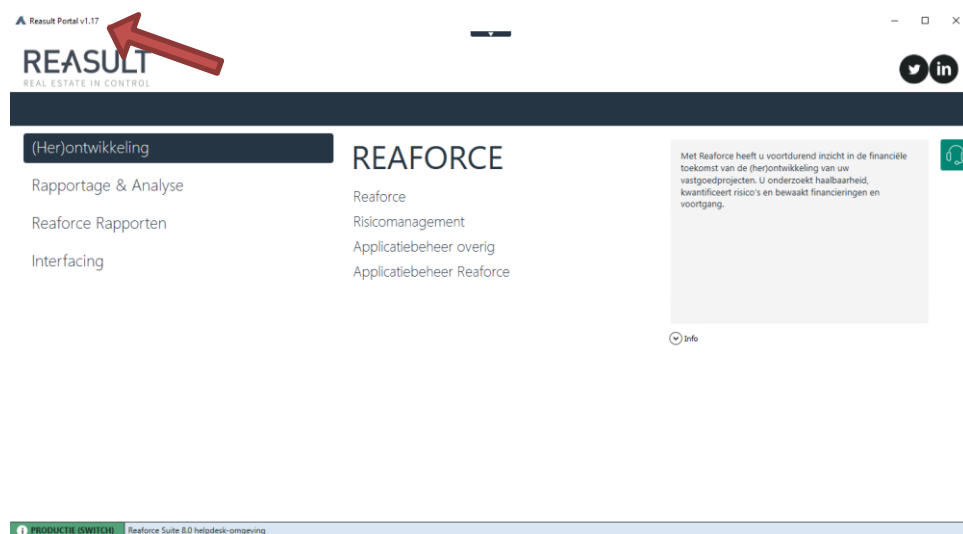 Reasult Portal v1.17
REASULT
REAL ESTATE IN CONTROL
in
(Her)ontwikkeling
Rapportage & Analyse
Reaforce Rapporten
Interfacing
REAFORCE
Reaforce
Risicomanagement
Applicatiebeheer overig
Applicatiebeheer Reaforce
Met Reaforce heeft u voortdurend inzicht in de financiële
toekomst van de (her)ontwikkeling van uw
vastgoedprojecten. U onderzoekt haalbaarheid,
kwantificeert risico's en bewaakt financieringen en
voortgang.
Info
PRODUCTIE (SWITCH) Reaforce Suite 8.0 helpdesk-omgeving